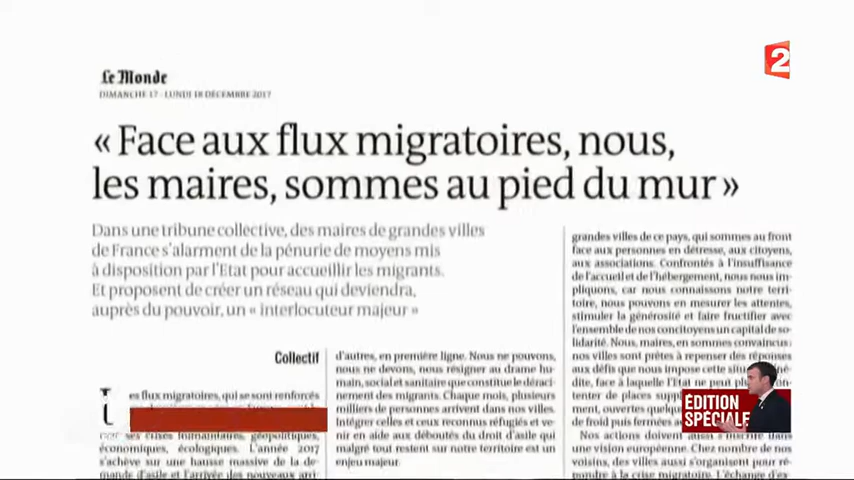 Le Monde
DIMANCHE 17 - LUNDI 18 DÉCEMBRE 2017
2
« Face aux flux migratoires, nous,
les maires, sommes au pied du mur »
Dans une tribune collective, des maires de grandes villes
de France s'alarment de la pénurie de moyens mis
à disposition par l'Etat pour accueillir les migrants.
Et proposent de créer un réseau qui deviendra,
auprès du pouvoir, un « interlocuteur majeur »
Collectif
es flux migratoires, qui se sont renforcés
par ses crises humanitaires, géopolitiques,
économiques, écologiques. L'année 2017
s'achève sur une hausse massive de la de-
mande d'asile et l'arrivée des nouveaux arri-
d'autres, en première ligne. Nous ne pouvons,
nous ne devons, nous résigner au drame hu-
main, social et sanitaire que constitue le déraci-
nement des migrants. Chaque mois, plusieurs
milliers de personnes arrivent dans nos villes.
Intégrer celles et ceux reconnus réfugiés et ve-
nir en aide aux déboutés du droit d'asile qui
malgré tout restent sur notre territoire est un
enjeu majeur.
grandes villes de ce pays, qui sommes au front
face aux personnes en détresse, aux citoyens,
aux associations. Confrontés à l'insuffisance
de l'accueil et de l'hébergement, nous nous im-
pliquons, car nous connaissons notre terri-
toire, nous pouvons en mesurer les attentes,
stimuler la générosité et faire fructifier avec
l'ensemble de nos concitoyens un capital de so-
lidarité. Nous, maires, en sommes convaincus:
nos villes sont prêtes à repenser des réponses
aux défis que nous impose cette
dite, face à laquelle l'Etat ne peut
tenter de places
ment, ouvertes
de froid puis fermées
Nos actions doivent aussi s'inscrire dans
une vision européenne. Chez nombre de nos
voisins, des villes aussi s'organisent pour ré-
pondre à la crise migratoire. L'échange d'ex-
ÉDITION
SPÉCIALE